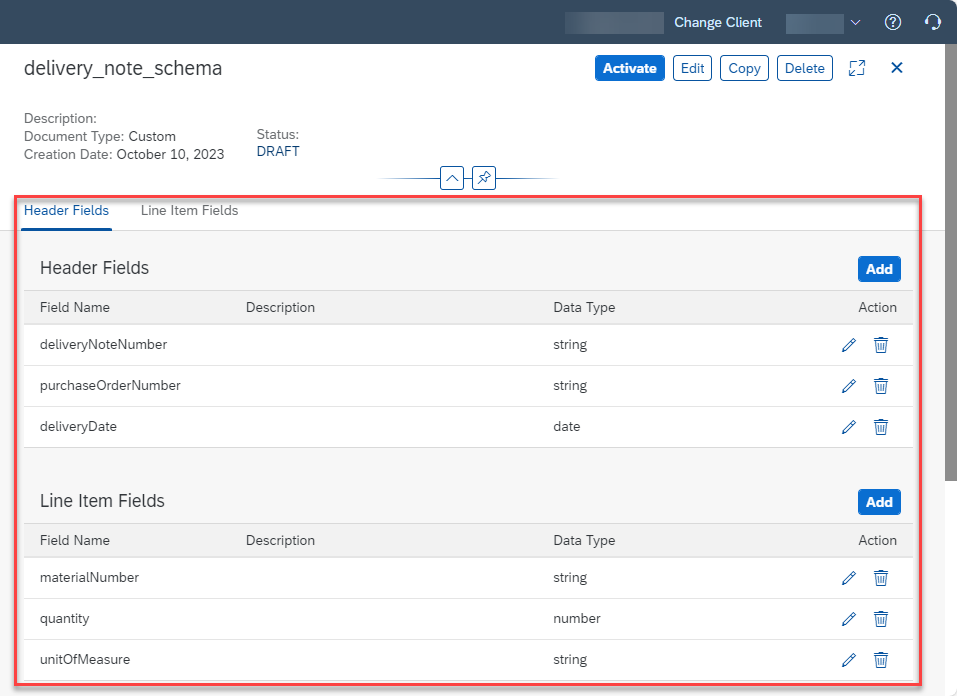 Change Client
delivery_note_schema
Activate Edit Copy Delete
Description:
Document Type: Custom
Creation Date: October 10, 2023
Status:
DRAFT
Header Fields Line Item Fields
Header Fields Add
Field Name Description Data Type Action
deliveryNoteNumber string
purchaseOrderNumber string
deliveryDate date
Line Item Fields Add
Field Name Description Data Type Action
materialNumber string
quantity number
unitOfMeasure string